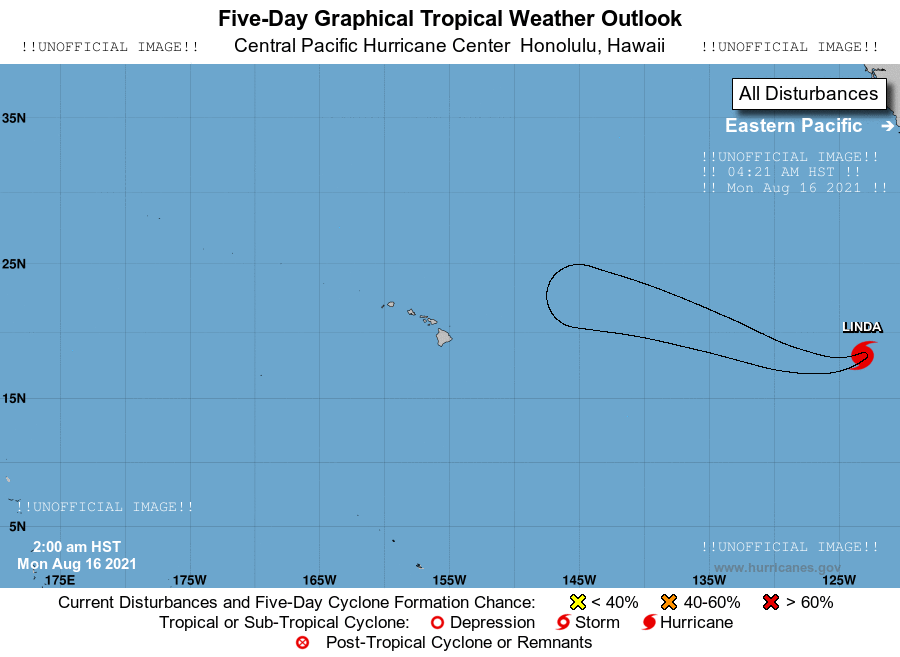 Five-Day Graphical Tropical Weather Outlook
!!UNOFFICIAL IMAGE!! Central Pacific Hurricane Center Honolulu, Hawaii !!UNOFFICIAL IMAGE!!
All Disturbances
35N
Eastern Pacific →
!!UNOFFICIAL IMAGE!!
!! 04:21 AM HST !!
!! Mon Aug 16 2021 !!
25N
LINDA
15N
!!UNOFFICIAL IMAGE!!
5N
2:00 am HST
Mon Aug 16 2021
!!UNOFFICIAL IMAGE!!
www.hurricanes.gov
175E 175W 165W 155W 145W 135W 125W
Current Disturbances and Five-Day Cyclone Formation Chance: < 40% 40-60% > 60%
Tropical or Sub-Tropical Cyclone: Depression Storm Hurricane
Post-Tropical Cyclone or Remnants